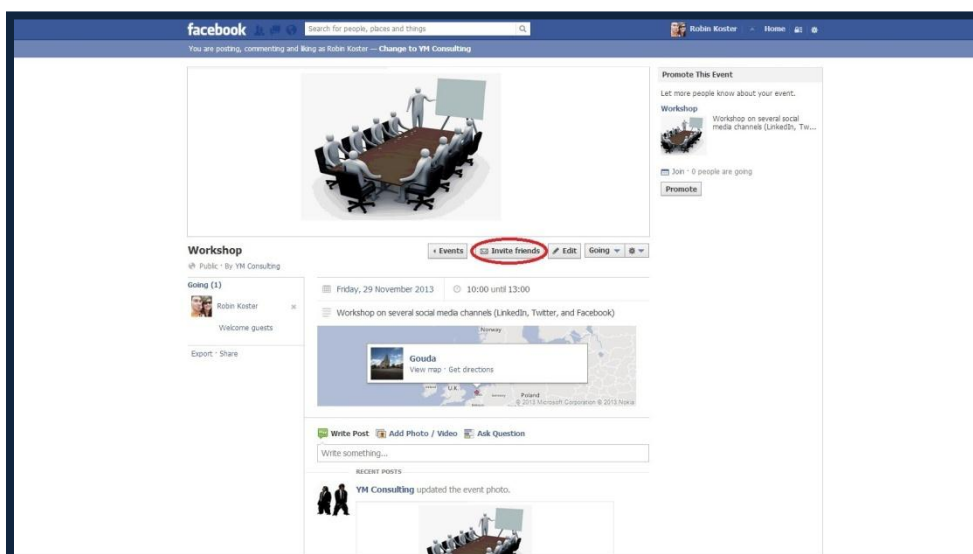 facebook
Search for people, places and things
Robin Koster
Home
You are posting, commenting and liking as Robin Koster — Change to YM Consulting
Promote This Event
Let more people know about your event.
Workshop
Workshop on several social
media channels (LinkedIn, Tw...
Join · 0 people are going
Promote
Workshop
Public · By YM Consulting
Events
Invite friends
Edit
Going
Going (1)
Robin Koster
Welcome guests
Export · Share
Friday, 29 November 2013
10:00 until 13:00
Workshop on several social media channels (LinkedIn, Twitter, and Facebook)
Norway
Gouda
View map · Get directions
U.K.
Poland
© 2013 Microsoft Corporation © 2013 Nokia
Write Post
Add Photo / Video
Ask Question
Write something...
RECENT POSTS
YM Consulting updated the event photo.